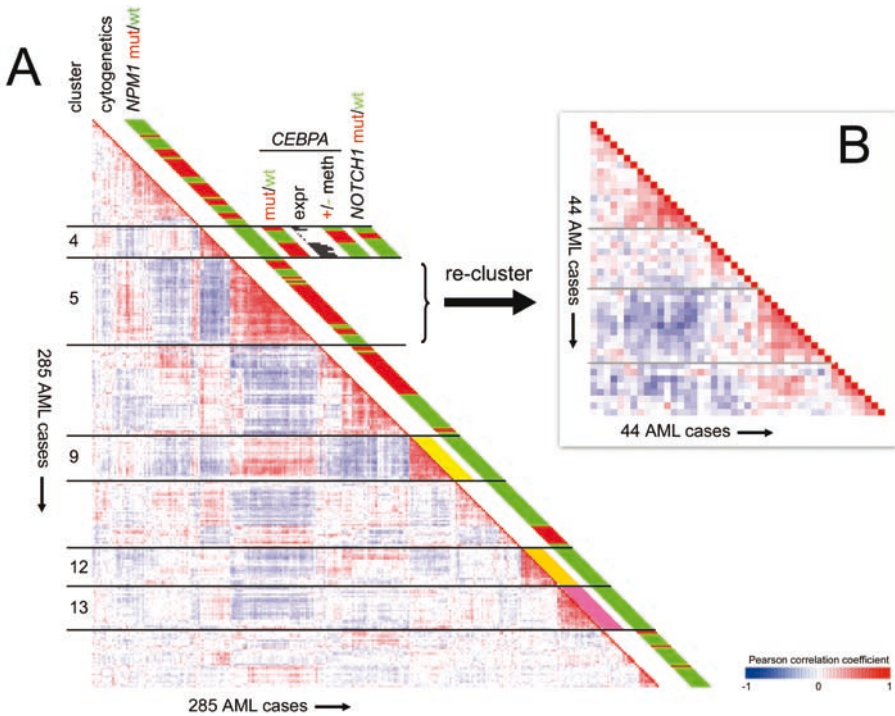 A
cluster
cytogenetics
NPM1 mut/wt
CEBPA
mut/wt
expr
+/- meth
NOTCH1 mut/wt
4
5
9
12
13
285 AML cases
285 AML cases
re-cluster
B
44 AML cases
44 AML cases
Pearson correlation coefficient
-1 0 1